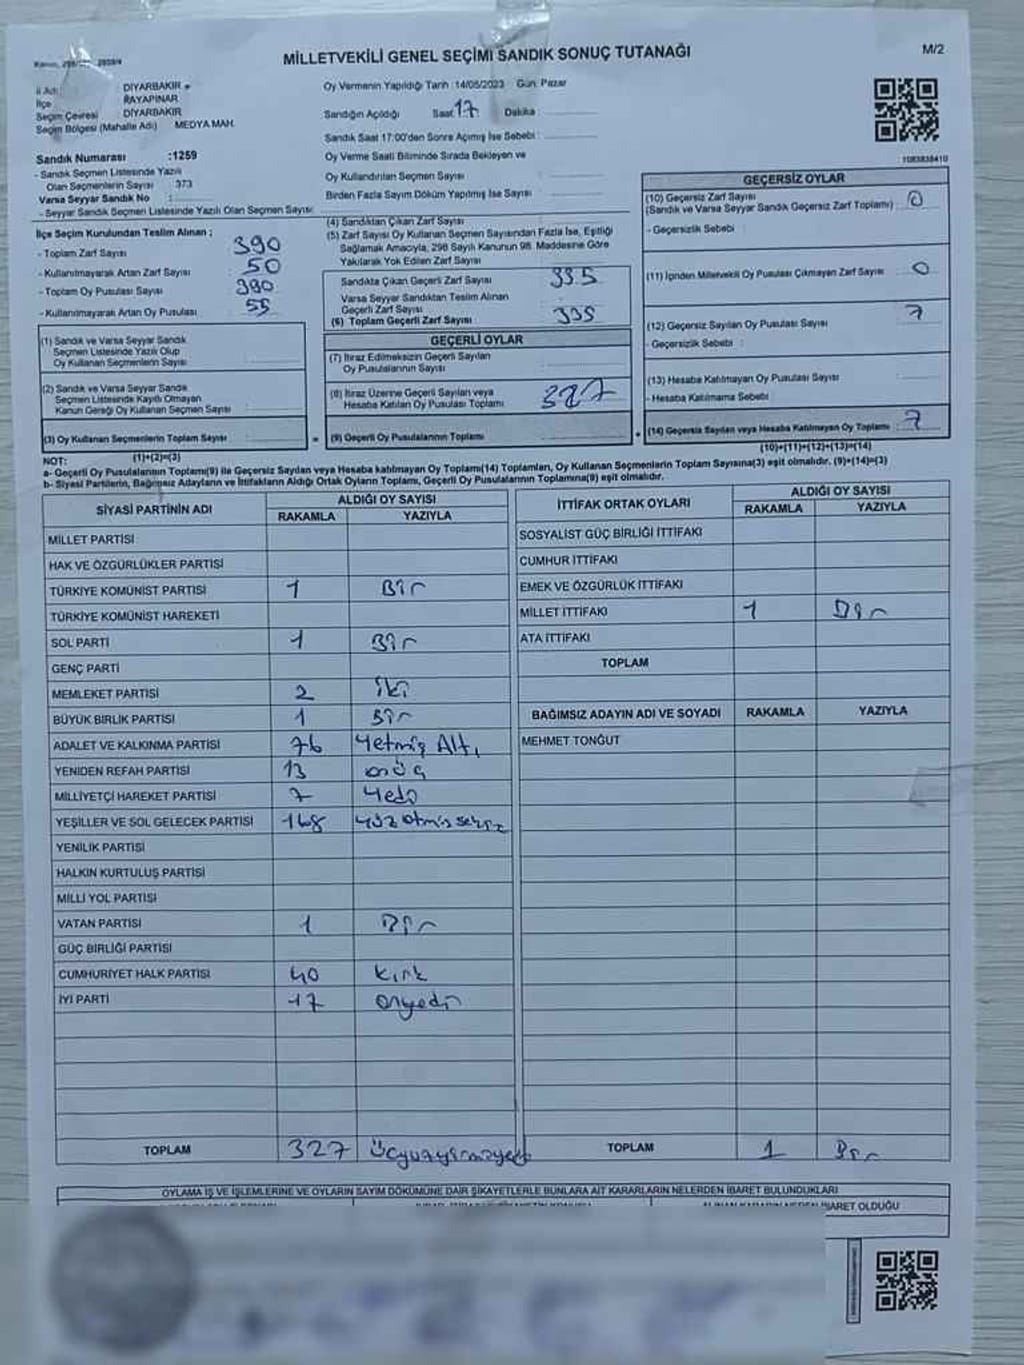 MİLLETVEKİLİ GENEL SEÇİMİ SANDIK SONUÇ TUTANAĞI
M/2
İl Adı : DİYARBAKIR
İlçe : KAYAPINAR
Seçim Çevresi DİYARBAKIR
Seçim Bölgesi (Mahalle Adı) MEDYA MAH.
Oy Vermenin Yapıldığı Tarih :14/05/2023 Gün: Pazar
Sandığın Açıldığı Saat 17 Dakika :
Sandık Saat 17:00'den Sonra Açılmış İse Sebebi :
Sandık Numarası :1259
- Sandık Seçmen Listesinde Yazılı
Olan Seçmenlerin Sayısı : 373
Varsa Seyyar Sandık No :
- Seyyar Sandık Seçmen Listesinde Yazılı Olan Seçmen Sayısı:
Oy Verme Saati Bitiminde Sırada Bekleyen ve
Oy Kullandırılan Seçmen Sayısı :
Birden Fazla Sayım Döküm Yapılmış İse Sayısı :
1083838410
İlçe Seçim Kurulundan Teslim Alınan ;
- Toplam Zarf Sayısı : 390
- Kullanılmayarak Artan Zarf Sayısı : 50
- Toplam Oy Pusulası Sayısı : 390
- Kullanılmayarak Artan Oy Pusulası : 55
(4) Sandıktan Çıkan Zarf Sayısı :
(5) Zarf Sayısı Oy Kullanan Seçmen Sayısından Fazla İse, Eşitliği
Sağlamak Amacıyla, 298 Sayılı Kanunun 98. Maddesine Göre
Yakılarak Yok Edilen Zarf Sayısı :
Sandıkta Çıkan Geçerli Zarf Sayısı : 335
Varsa Seyyar Sandıktan Teslim Alınan
Geçerli Zarf Sayısı :
(6) Toplam Geçerli Zarf Sayısı : 335
GEÇERSİZ OYLAR
(10) Geçersiz Zarf Sayısı : 0
(Sandık ve Varsa Seyyar Sandık Geçersiz Zarf Toplamı)
- Geçersizlik Sebebi :
(11) İçinden Milletvekili Oy Pusulası Çıkmayan Zarf Sayısı : 0
(12) Geçersiz Sayılan Oy Pusulası Sayısı : 7
- Geçersizlik Sebebi :
(13) Hesaba Katılmayan Oy Pusulası Sayısı :
- Hesaba Katılmama Sebebi :
(14) Geçersiz Sayılan veya Hesaba Katılmayan Oy Toplamı : 7
(10)+(11)+(12)+(13)=(14)
(1) Sandık ve Varsa Seyyar Sandık
Seçmen Listesinde Yazılı Olup
Oy Kullanan Seçmenlerin Sayısı :
(2) Sandık ve Varsa Seyyar Sandık
Seçmen Listesinde Kayıtlı Olmayan
Kanun Gereği Oy Kullanan Seçmen Sayısı :
(3) Oy Kullanan Seçmenlerin Toplam Sayısı :
(1)+(2)=(3)
GEÇERLİ OYLAR
(7) İtiraz Edilmeksizin Geçerli Sayılan
Oy Pusulalarının Sayısı :
(8) İtiraz Üzerine Geçerli Sayılan veya
Hesaba Katılan Oy Pusulası Toplamı : 327
(9) Geçerli Oy Pusulalarının Toplamı :
NOT:
a- Geçerli Oy Pusulalarının Toplamı(9) ile Geçersiz Sayılan veya Hesaba katılmayan Oy Toplamı(14) Toplamları, Oy Kullanan Seçmenlerin Toplam Sayısına(3) eşit olmalıdır. (9)+(14)=(3)
b- Siyasi Partilerin, Bağımsız Adayların ve İttifakların Aldığı Ortak Oyların Toplamı, Geçerli Oy Pusulalarının Toplamına(9) eşit olmalıdır.
SİYASİ PARTİNİN ADI ALDIĞI OY SAYISI
RAKAMLA YAZIYLA
MİLLET PARTİSİ
HAK VE ÖZGÜRLÜKLER PARTİSİ
TÜRKİYE KOMÜNİST PARTİSİ 1 Bir
TÜRKİYE KOMÜNİST HAREKETİ
SOL PARTİ 1 Bir
GENÇ PARTİ
MEMLEKET PARTİSİ 2 iki
BÜYÜK BİRLİK PARTİSİ 1 Bir
ADALET VE KALKINMA PARTİSİ 76 Yetmiş Altı
YENİDEN REFAH PARTİSİ 13 onüç
MİLLİYETÇİ HAREKET PARTİSİ 7 Yedi
YEŞİLLER VE SOL GELECEK PARTİSİ 168 yüz Atmış sekiz
YENİLİK PARTİSİ
HALKIN KURTULUŞ PARTİSİ
MİLLİ YOL PARTİSİ
VATAN PARTİSİ 1 Bir
GÜÇ BİRLİĞİ PARTİSİ
CUMHURİYET HALK PARTİSİ 40 kırk
İYİ PARTİ 17 onyedi
TOPLAM 327 üçyüzyirmiyedi
İTTİFAK ORTAK OYLARI ALDIĞI OY SAYISI
RAKAMLA YAZIYLA
SOSYALİST GÜÇ BİRLİĞİ İTTİFAKI
CUMHUR İTTİFAKI
EMEK VE ÖZGÜRLÜK İTTİFAKI
MİLLET İTTİFAKI 1 Bir
ATA İTTİFAKI
TOPLAM
BAĞIMSIZ ADAYIN ADI VE SOYADI RAKAMLA YAZIYLA
MEHMET TONĞUT
TOPLAM 1 Bir
OYLAMA İŞ VE İŞLEMLERİNE VE OYLARIN SAYIM DÖKÜMÜNE DAİR ŞİKAYETLERLE BUNLARA AİT KARARLARIN NELERDEN İBARET BULUNDUKLARI
İBARET OLDUĞU